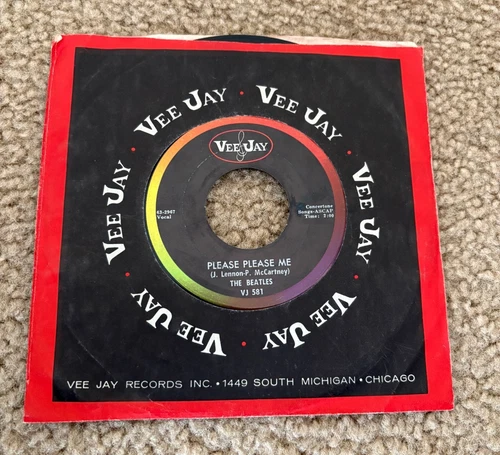 VEE JAY • VEE JAY • VEE JAY • VEE JAY • VEE JAY • VEE JAY •
VEE JAY
62-2967
Vocal
Concertone
Songs-ASCAP
Time: 2:00
PLEASE PLEASE ME
(J. Lennon-P. McCartney)
THE BEATLES
VJ 581
VEE JAY RECORDS INC. • 1449 SOUTH MICHIGAN • CHICAGO